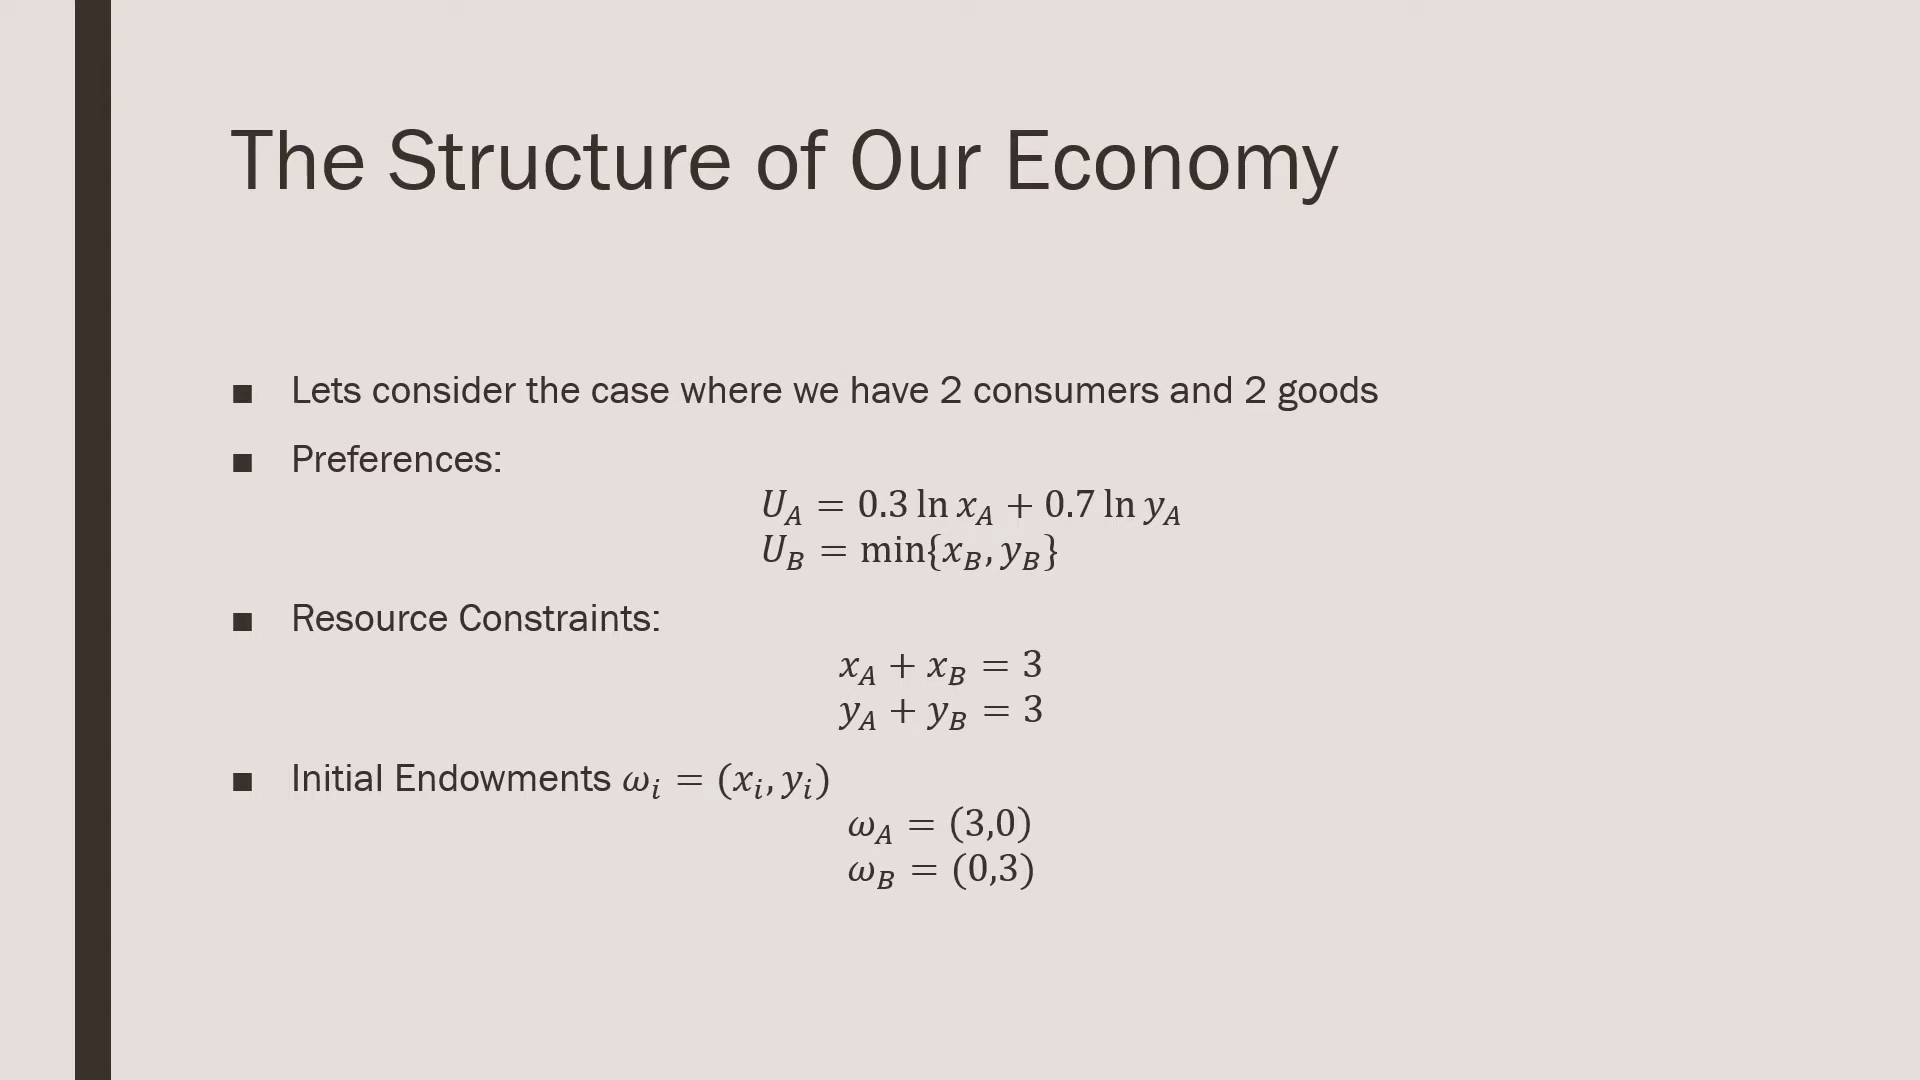 The Structure of Our Economy
■ Lets consider the case where we have 2 consumers and 2 goods
■ Preferences:
U_A = 0.3 ln x_A + 0.7 ln y_A
U_B = min{x_B, y_B}
■ Resource Constraints:
x_A + x_B = 3
y_A + y_B = 3
■ Initial Endowments ω_i = (x_i, y_i)
ω_A = (3,0)
ω_B = (0,3)